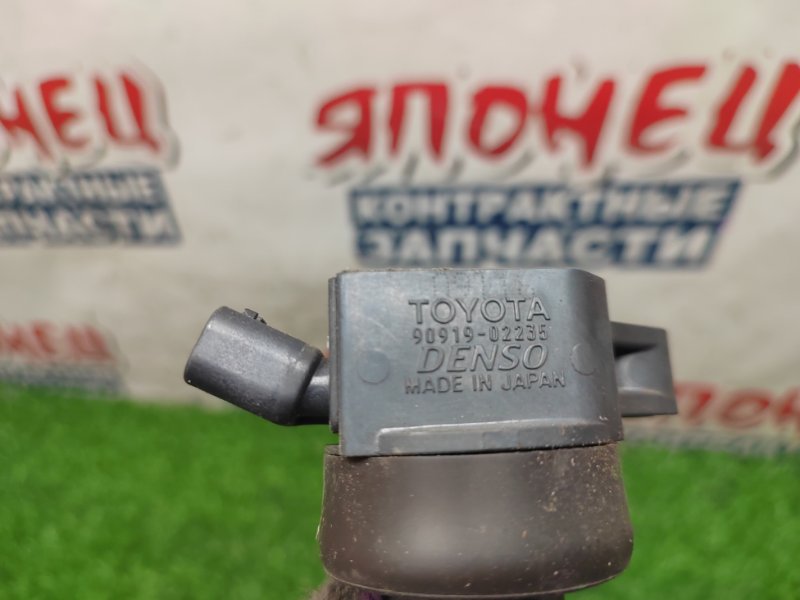 ЯПОНЕЦ
КОНТРАКТНЫЕ
ЗАПЧАСТИ
TOYOTA
90919-02235
DENSO
MADE IN JAPAN